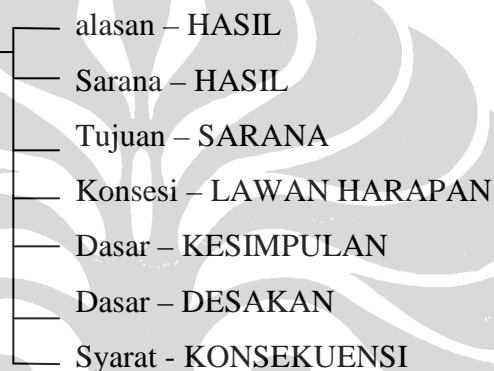 alasan – HASIL
Sarana – HASIL
Tujuan – SARANA
Konsesi – LAWAN HARAPAN
Dasar – KESIMPULAN
Dasar – DESAKAN
Syarat - KONSEKUENSI